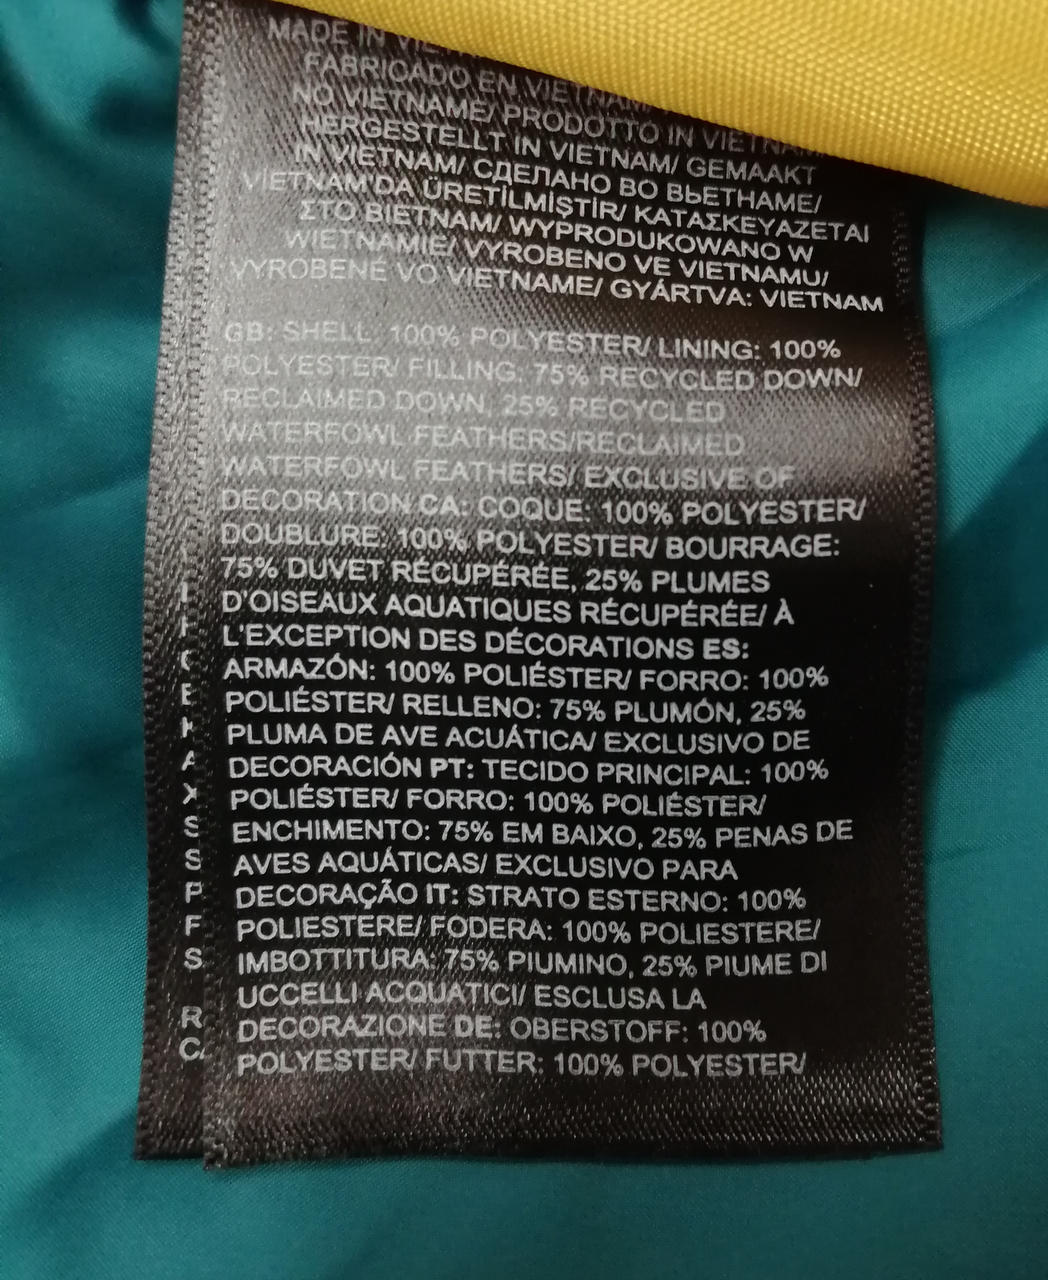 MADE IN
FABRICADO EN VIETNAM
NO VIETNAME/ PRODOTTO IN VIETNAM
HERGESTELLT IN VIETNAM/ GEMAAKT
IN VIETNAM/ СДЕЛАНО ВО ВЬЕТНАМЕ/
VIETNAM'DA ÜRETİLMİŞTİR/ ΚΑΤΑΣΚΕΥΑΖΕΤΑΙ
ΣΤΟ ΒΙΕΤΝΑΜ/ WYPRODUKOWANO W
WIETNAMIE/ VYROBENO VE VIETNAMU/
VYROBENÉ VO VIETNAME/ GYÁRTVA: VIETNAM
GB: SHELL: 100% POLYESTER/ LINING: 100%
POLYESTER/ FILLING: 75% RECYCLED DOWN/
RECLAIMED DOWN, 25% RECYCLED
WATERFOWL FEATHERS/RECLAIMED
WATERFOWL FEATHERS/ EXCLUSIVE OF
DECORATION CA: COQUE: 100% POLYESTER/
DOUBLURE: 100% POLYESTER/ BOURRAGE:
75% DUVET RÉCUPÉRÉE, 25% PLUMES
D'OISEAUX AQUATIQUES RÉCUPÉRÉE/ À
L'EXCEPTION DES DÉCORATIONS ES:
ARMAZÓN: 100% POLIÉSTER/ FORRO: 100%
POLIÉSTER/ RELLENO: 75% PLUMÓN, 25%
PLUMA DE AVE ACUÁTICA/ EXCLUSIVO DE
DECORACIÓN PT: TECIDO PRINCIPAL: 100%
POLIÉSTER/ FORRO: 100% POLIÉSTER/
ENCHIMENTO: 75% EM BAIXO, 25% PENAS DE
AVES AQUÁTICAS/ EXCLUSIVO PARA
DECORAÇÃO IT: STRATO ESTERNO: 100%
POLIESTERE/ FODERA: 100% POLIESTERE/
IMBOTTITURA: 75% PIUMINO, 25% PIUME DI
UCCELLI ACQUATICI/ ESCLUSA LA
DECORAZIONE DE: OBERSTOFF: 100%
POLYESTER/ FUTTER: 100% POLYESTER/